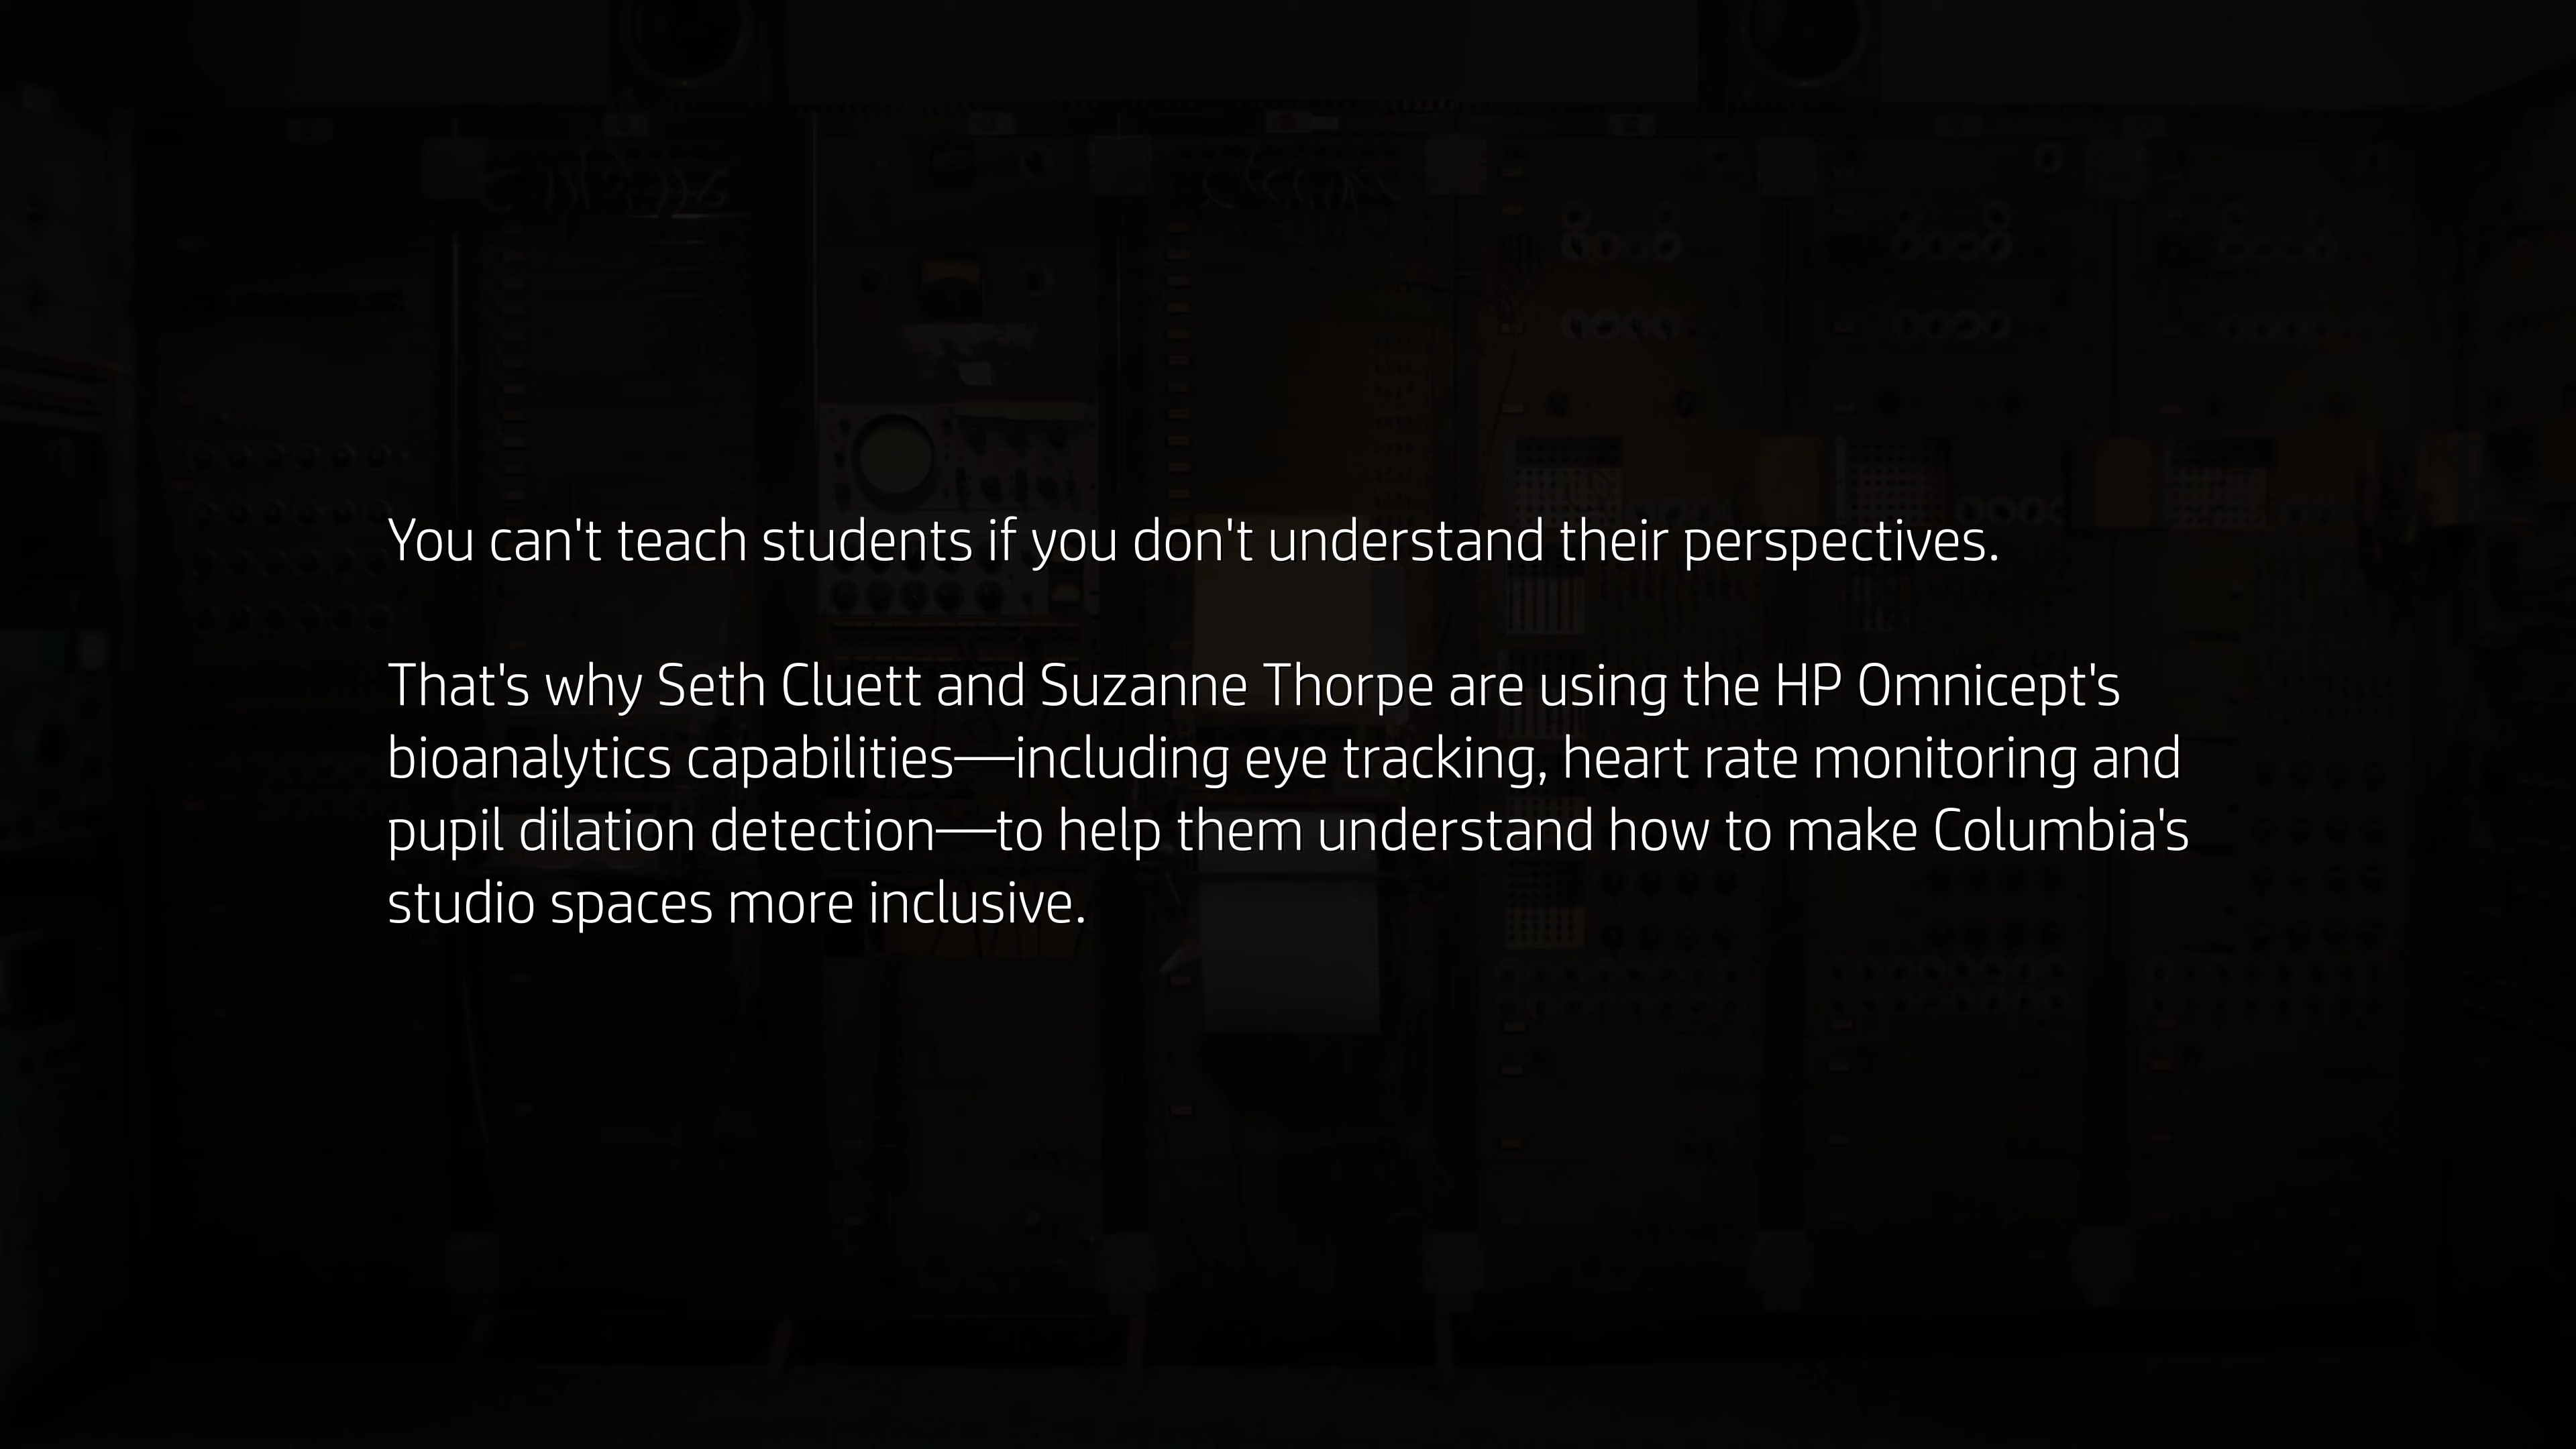 You can't teach students if you don't understand their perspectives.
That's why Seth Cluett and Suzanne Thorpe are using the HP Omnicept's
bioanalytics capabilities—including eye tracking, heart rate monitoring and
pupil dilation detection—to help them understand how to make Columbia's
studio spaces more inclusive.